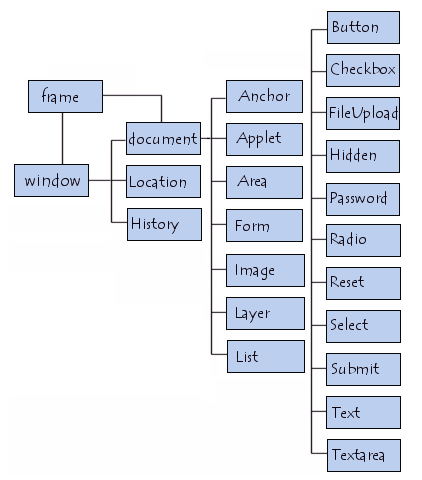 frame
window
document
Location
History
Anchor
Applet
Area
Form
Image
Layer
List
Button
Checkbox
FileUpload
Hidden
Password
Radio
Reset
Select
Submit
Text
Textarea